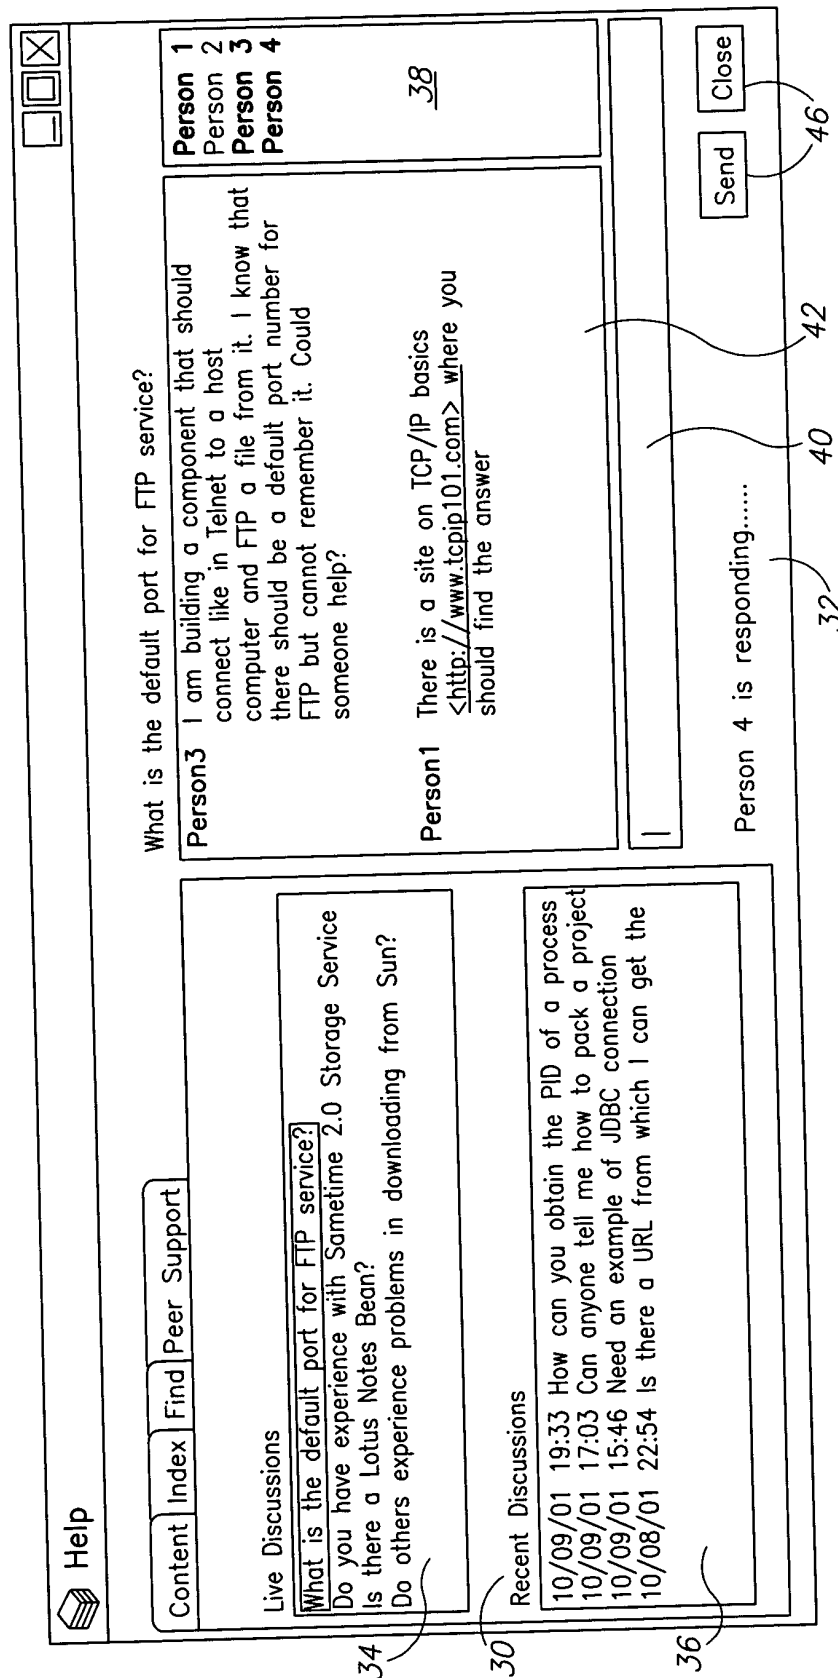 Help
Content Index Find Peer Support
Live Discussions
What is the default port for FTP service?
Do you have experience with Sametime 2.0 Storage Service
Is there a Lotus Notes Bean?
Do others experience problems in downloading from Sun?
34
30
Recent Discussions
10/09/01 19:33 How can you obtain the PID of a process
10/09/01 17:03 Can anyone tell me how to pack a project
10/09/01 15:46 Need an example of JDBC connection
10/08/01 22:54 Is there a URL from which I can get the
36
What is the default port for FTP service?
Person3 I am building a component that should
connect like in Telnet to a host
computer and FTP a file from it. I know that
there should be a default port number for
FTP but cannot remember it. Could
someone help?
Person1 There is a site on TCP/IP basics
<http://www.tcpip101.com> where you
should find the answer
Person 1
Person 2
Person 3
Person 4
38
Person 4 is responding......
Send Close
32
40
42
46